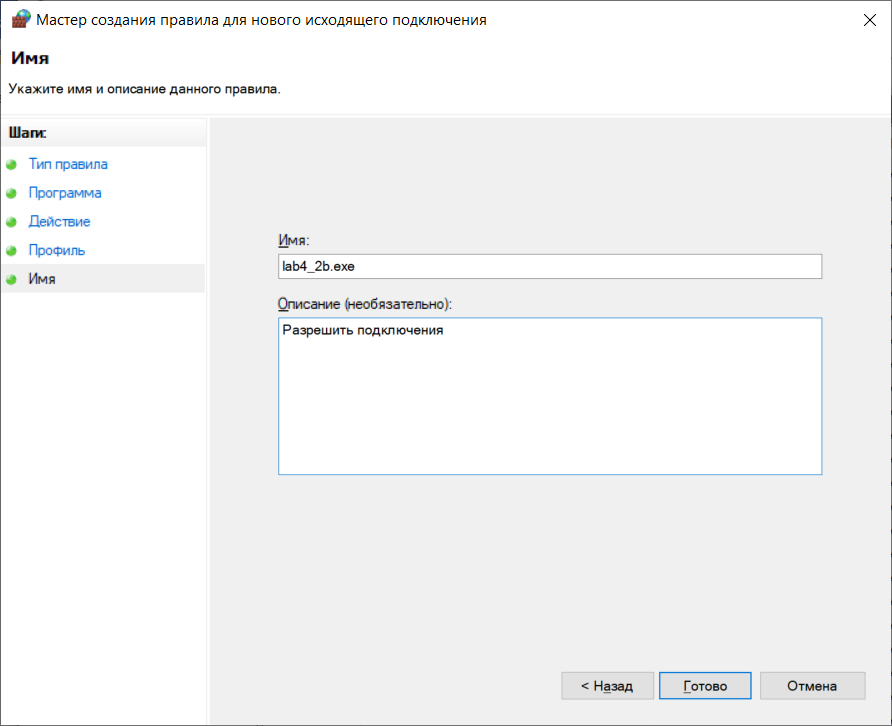 Мастер создания правила для нового исходящего подключения
Имя
Укажите имя и описание данного правила.
Шаги:
Тип правила
Программа
Действие
Профиль
Имя
Имя:
lab4_2b.exe
Описание (необязательно):
Разрешить подключения
< Назад
Готово
Отмена